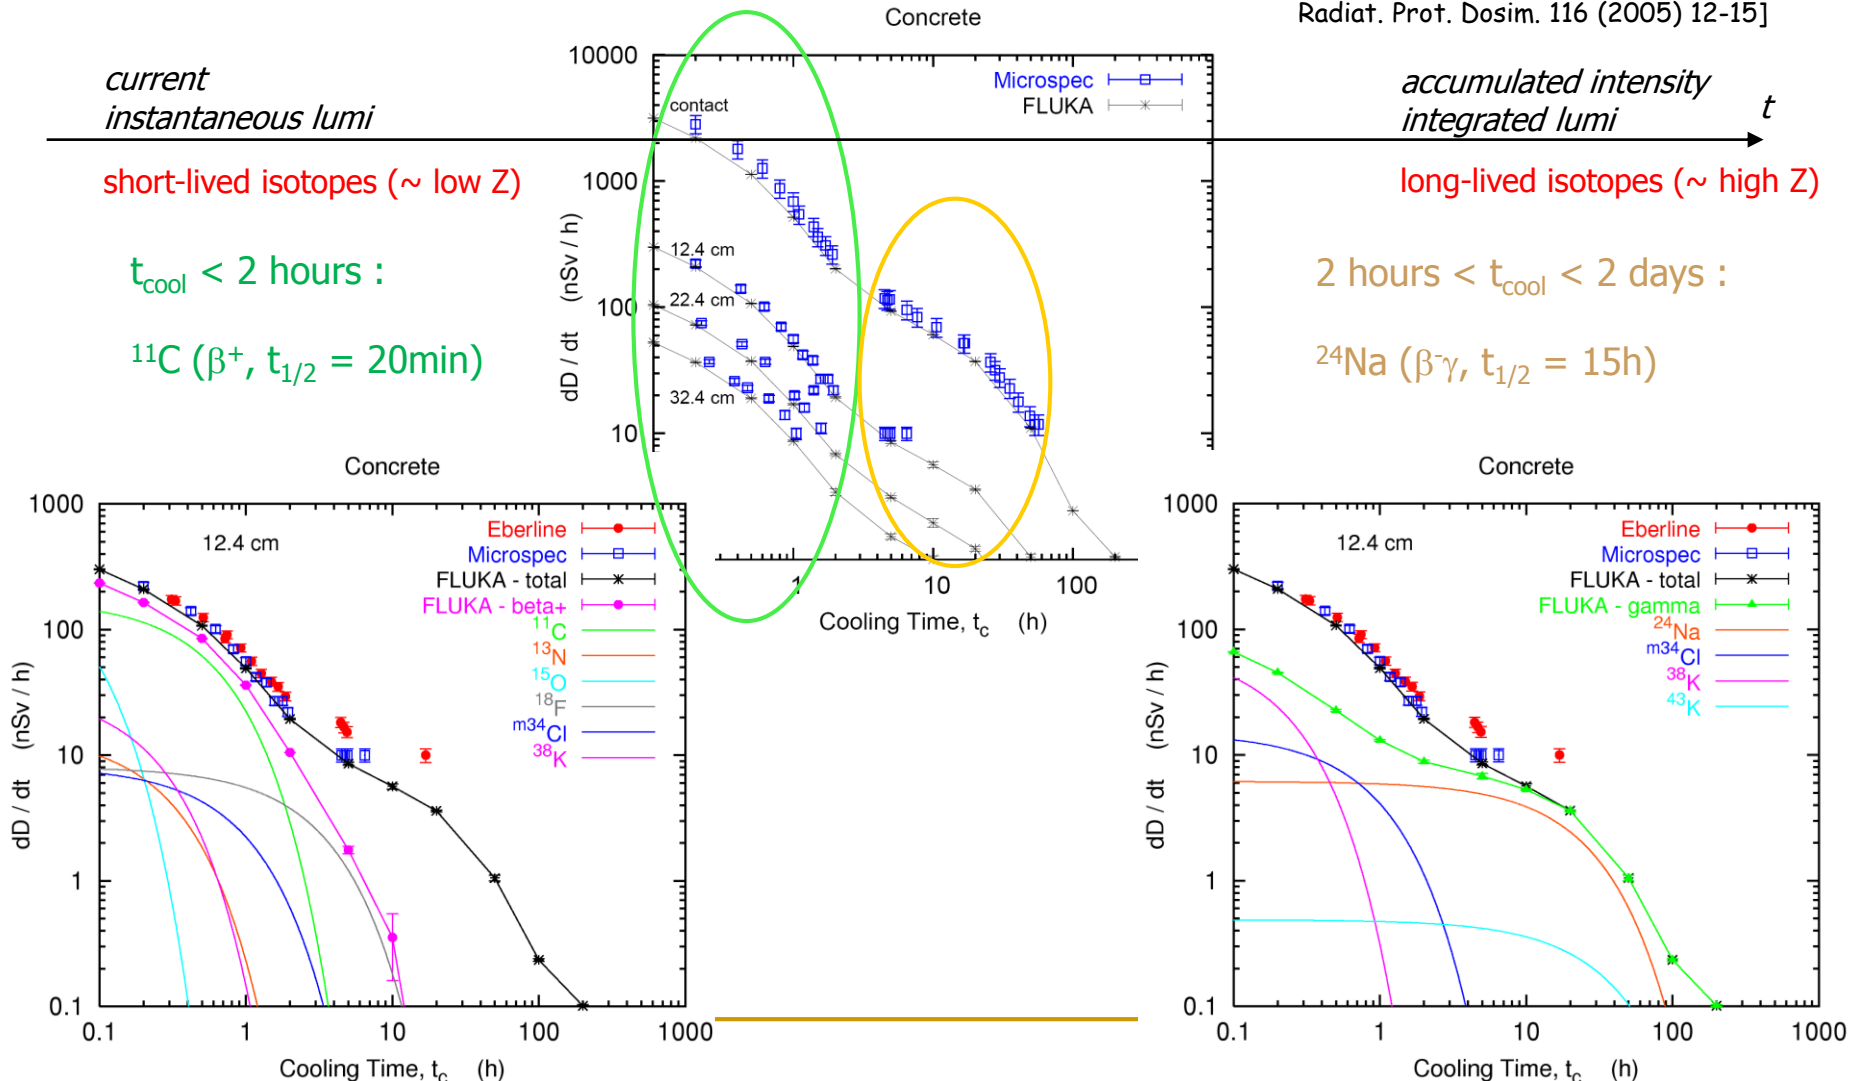 Radiat. Prot. Dosim. 116 (2005) 12-15]
Concrete
current
instantaneous lumi
accumulated intensity
integrated lumi
t
short-lived isotopes (~ low Z)
long-lived isotopes (~ high Z)
t_cool < 2 hours :
¹¹C (β⁺, t_1/2 = 20min)
2 hours < t_cool < 2 days :
²⁴Na (β⁻γ, t_1/2 = 15h)
10000
1000
100
10
dD / dt (nSv / h)
Microspec
FLUKA
contact
12.4 cm
22.4 cm
32.4 cm
1 10 100
Cooling Time, t_c (h)
Concrete
1000
100
10
1
0.1
dD / dt (nSv / h)
12.4 cm
Eberline
Microspec
FLUKA - total
FLUKA - beta+
¹¹C
¹³N
¹⁵O
¹⁸F
ᵐ³⁴Cl
³⁸K
0.1 1 10 100 1000
Cooling Time, t_c (h)
Concrete
1000
100
10
1
0.1
dD / dt (nSv / h)
12.4 cm
Eberline
Microspec
FLUKA - total
FLUKA - gamma
²⁴Na
ᵐ³⁴Cl
³⁸K
⁴³K
0.1 1 10 100 1000
Cooling Time, t_c (h)